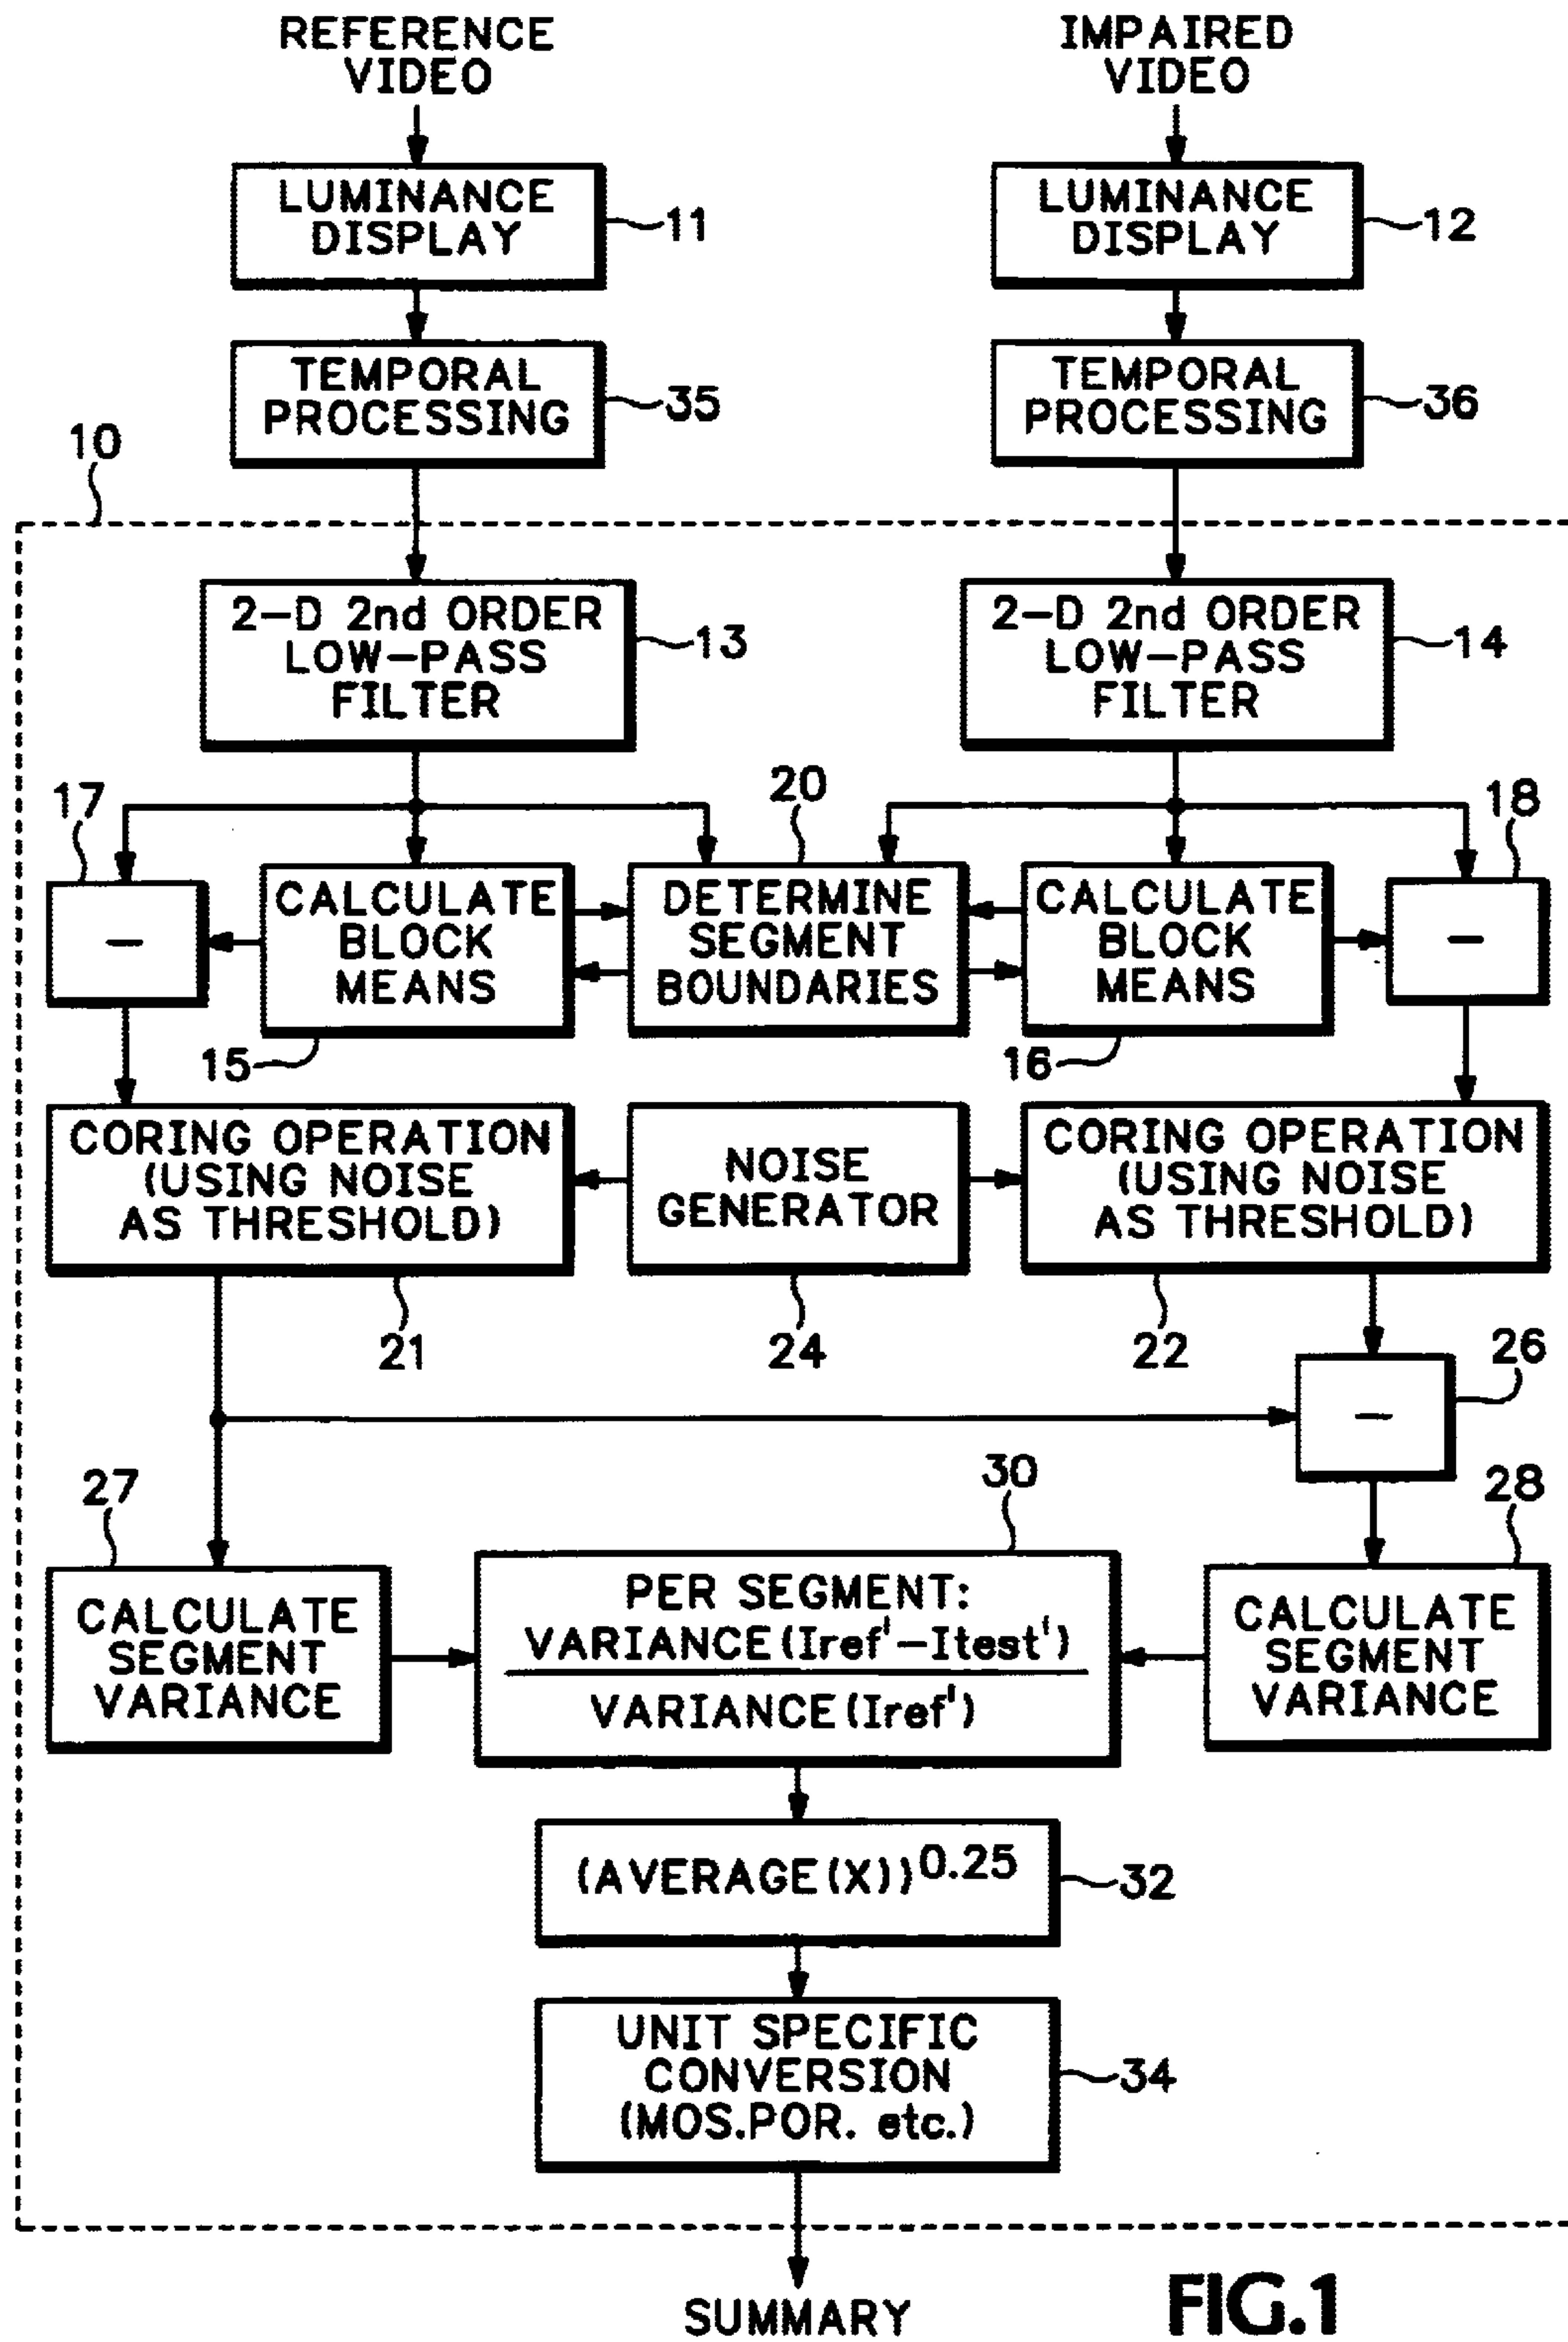 REFERENCE
VIDEO
IMPAIRED
VIDEO
LUMINANCE
DISPLAY
11
LUMINANCE
DISPLAY
12
TEMPORAL
PROCESSING
35
TEMPORAL
PROCESSING
36
10
2-D 2nd ORDER
LOW-PASS
FILTER
13
2-D 2nd ORDER
LOW-PASS
FILTER
14
17
20
18
–
CALCULATE
BLOCK
MEANS
DETERMINE
SEGMENT
BOUNDARIES
CALCULATE
BLOCK
MEANS
–
15
16
CORING OPERATION
(USING NOISE
AS THRESHOLD)
NOISE
GENERATOR
CORING OPERATION
(USING NOISE
AS THRESHOLD)
21
24
22
26
–
27
30
28
CALCULATE
SEGMENT
VARIANCE
PER SEGMENT:
VARIANCE(Iref'-Itest')
VARIANCE(Iref')
CALCULATE
SEGMENT
VARIANCE
(AVERAGE(X))^0.25
32
UNIT SPECIFIC
CONVERSION
(MOS.POR. etc.)
34
SUMMARY
FIG.1